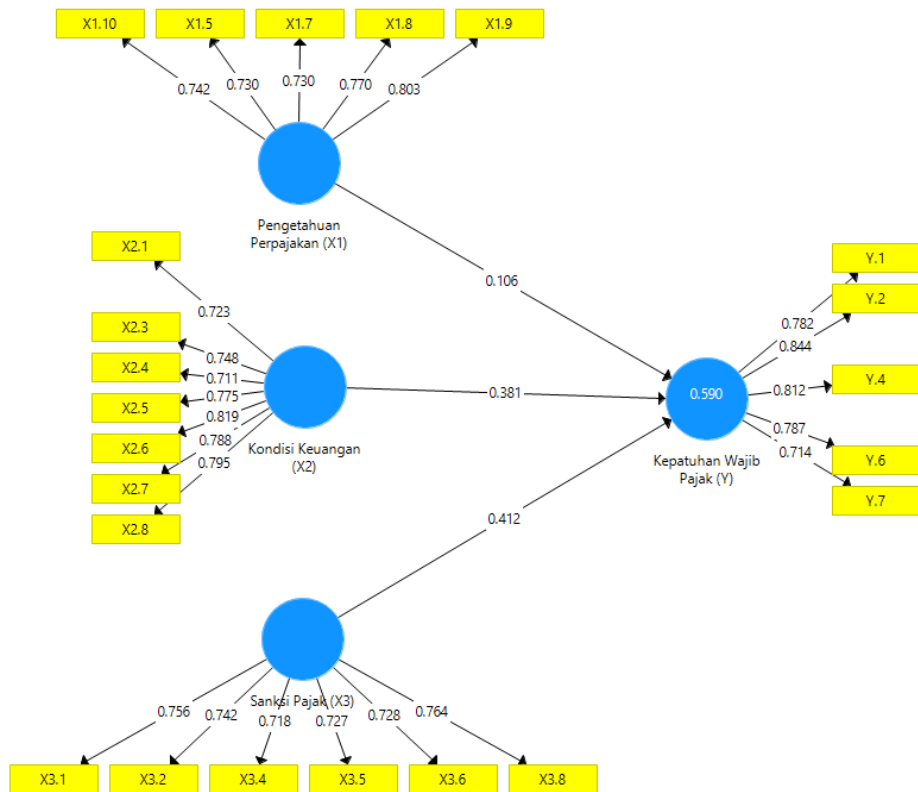 X1.10
X1.5
X1.7
X1.8
X1.9
0.742
0.730
0.730
0.770
0.803
Pengetahuan
Perpajakan (X1)
0.106
X2.1
X2.3
X2.4
X2.5
X2.6
X2.7
X2.8
0.723
0.748
0.711
0.775
0.819
0.788
0.795
Kondisi Keuangan
(X2)
0.381
0.590
Kepatuhan Wajib
Pajak (Y)
0.782
0.844
0.812
0.787
0.714
Y.1
Y.2
Y.4
Y.6
Y.7
0.412
Sanksi Pajak (X3)
0.756
0.742
0.718
0.727
0.728
0.764
X3.1
X3.2
X3.4
X3.5
X3.6
X3.8